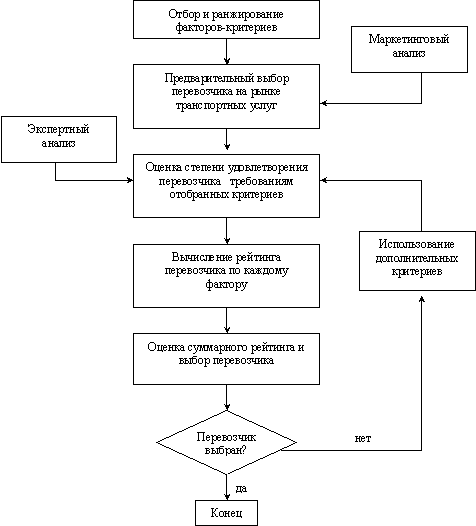 Отбор и ранжирование
факторов-критериев
Маркетинговый
анализ
Предварительный выбор
перевозчика на рынке
транспортных услуг
Экспертный
анализ
Оценка степени удовлетворения
перевозчика требованиям
отобранных критериев
Использование
дополнительных
критериев
Вычисление рейтинга
перевозчика по каждому
фактору
Оценка суммарного рейтинга и
выбор перевозчика
Перевозчик
выбран?
нет
да
Конец